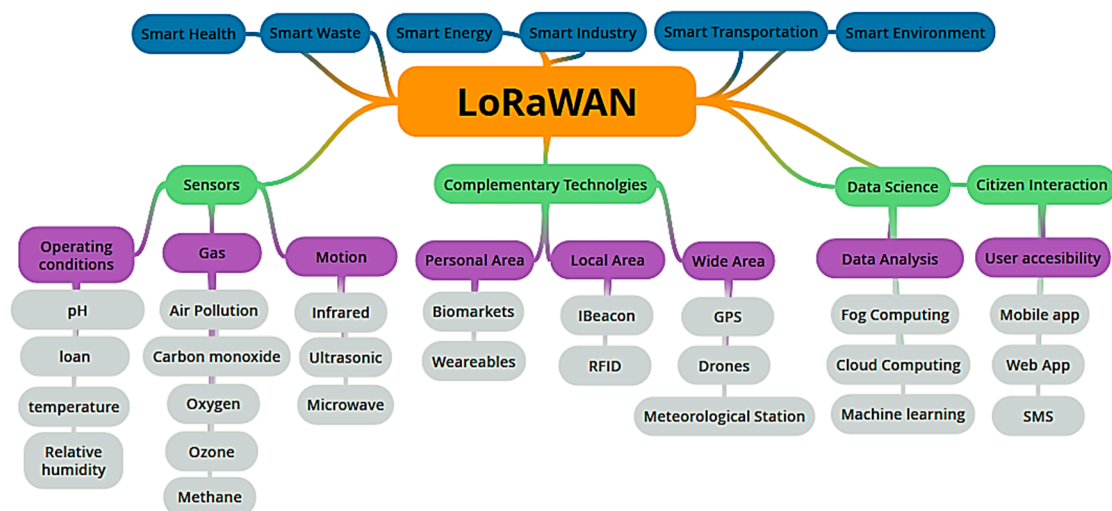 Smart Health
Smart Waste
Smart Energy
Smart Industry
Smart Transportation
Smart Environment
LoRaWAN
Sensors
Complementary Technolgies
Data Science
Citizen Interaction
Operating
conditions
Gas
Motion
Personal Area
Local Area
Wide Area
Data Analysis
User accesibility
pH
loan
temperature
Relative
humidity
Air Pollution
Carbon monoxide
Oxygen
Ozone
Methane
Infrared
Ultrasonic
Microwave
Biomarkets
Weareables
IBeacon
RFID
GPS
Drones
Meteorological Station
Fog Computing
Cloud Computing
Machine learning
Mobile app
Web App
SMS